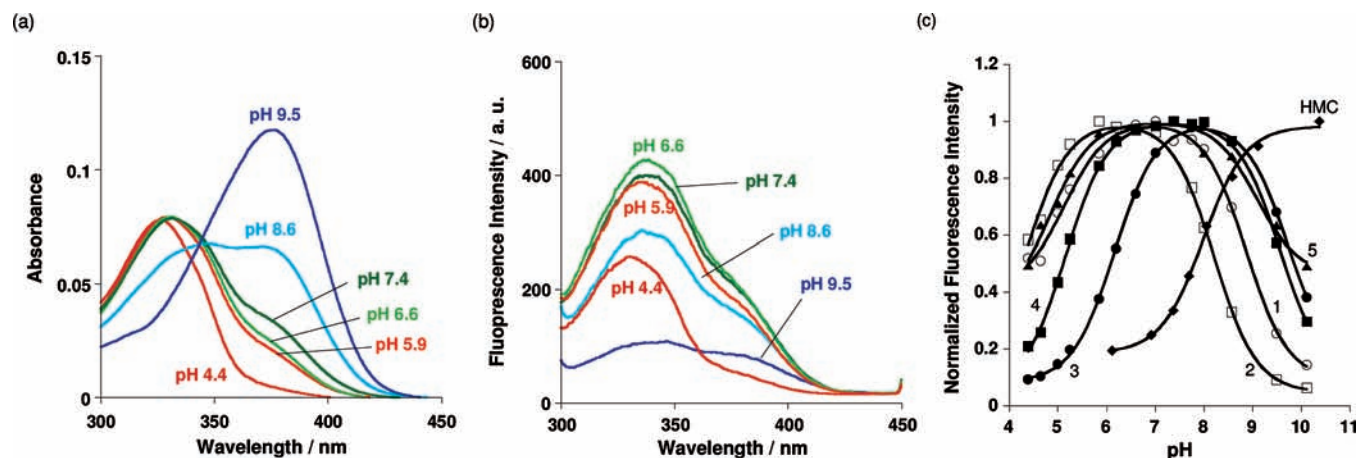 (a)
0.15
0.1
0.05
0
Absorbance
pH 9.5
pH 8.6
pH 7.4
pH 6.6
pH 5.9
pH 4.4
300
350
400
450
Wavelength / nm
(b)
600
400
200
00
Fluoprescence Intensity / a. u.
pH 6.6
pH 7.4
pH 5.9
pH 8.6
pH 4.4
pH 9.5
300
350
400
450
Wavelength / nm
(c)
1.2
1
0.8
0.6
0.4
0.2
0
Normalized Fluorescence Intensity
HMC
5
4
1
3
2
4
5
6
7
8
9
10
11
pH